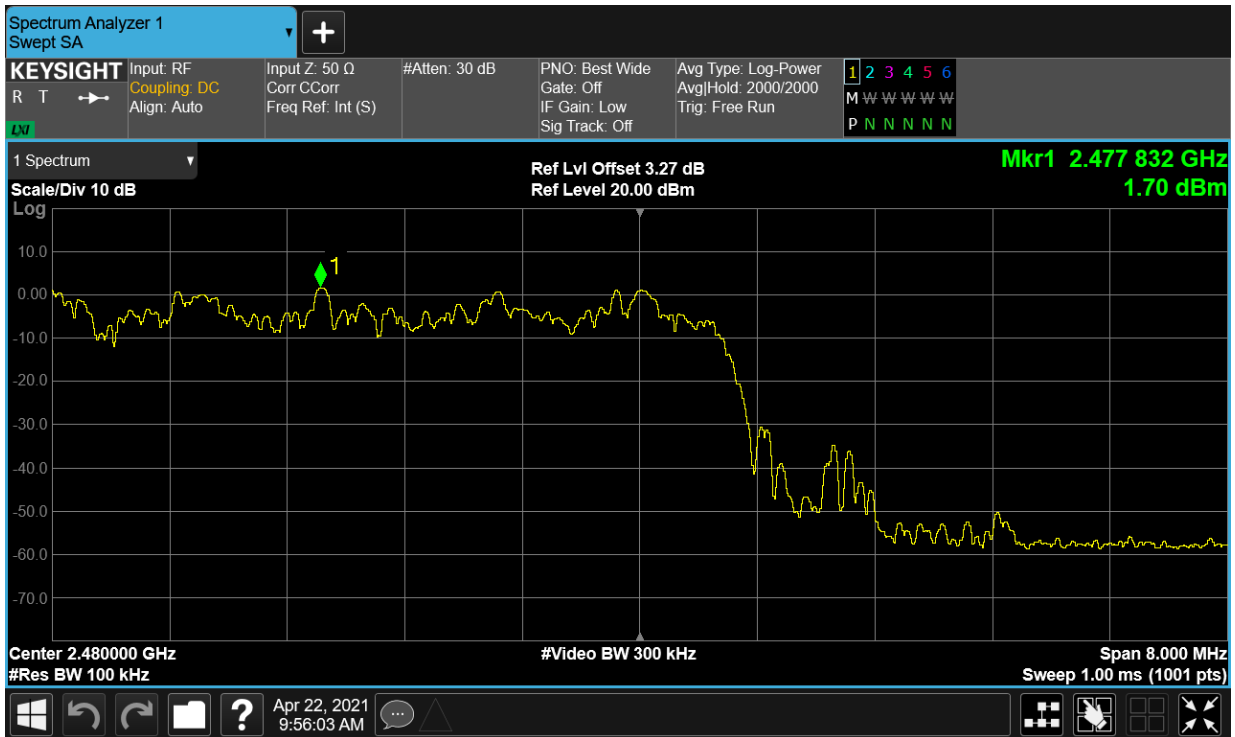 Spectrum Analyzer 1
Swept SA
+
KEYSIGHT
R T
LXI
Input: RF
Coupling: DC
Align: Auto
Input Z: 50 Ω
Corr CCorr
Freq Ref: Int (S)
#Atten: 30 dB
PNO: Best Wide
Gate: Off
IF Gain: Low
Sig Track: Off
Avg Type: Log-Power
Avg|Hold: 2000/2000
Trig: Free Run
1 2 3 4 5 6
M W W W W W
P N N N N N
1 Spectrum
Scale/Div 10 dB
Log
Ref Lvl Offset 3.27 dB
Ref Level 20.00 dBm
Mkr1 2.477 832 GHz
1.70 dBm
10.0
1
0.00
-10.0
-20.0
-30.0
-40.0
-50.0
-60.0
-70.0
Center 2.480000 GHz
#Res BW 100 kHz
#Video BW 300 kHz
Span 8.000 MHz
Sweep 1.00 ms (1001 pts)
?
Apr 22, 2021
9:56:03 AM